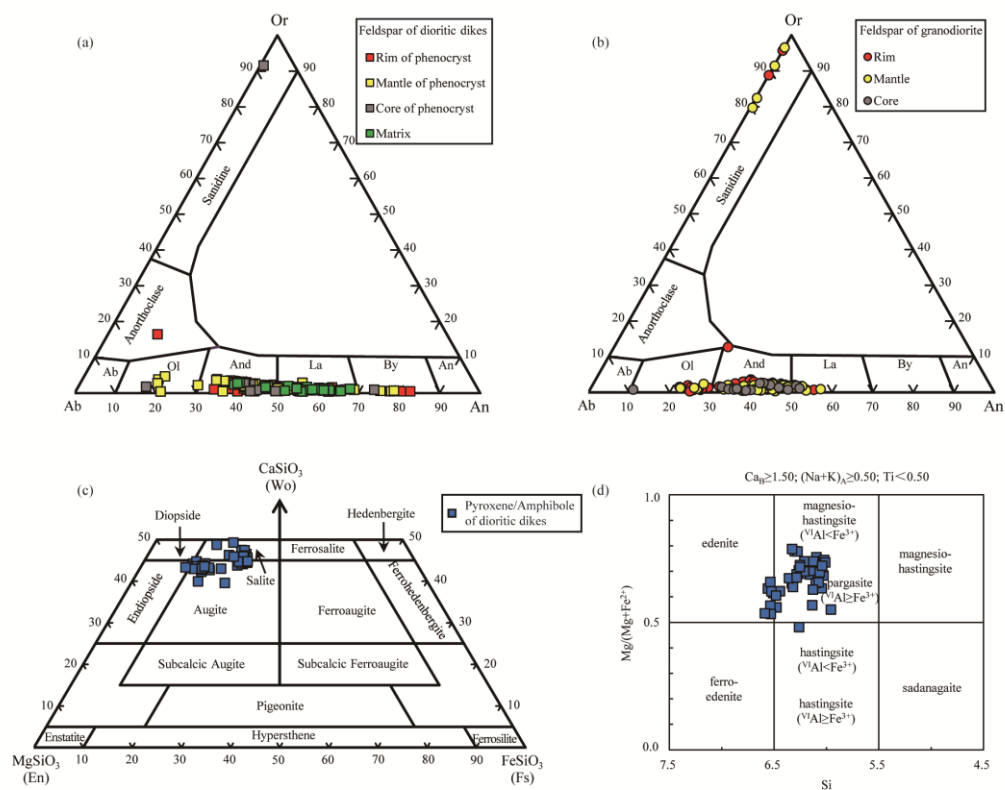 (a)
Or
Feldspar of dioritic dikes
Rim of phenocryst
Mantle of phenocryst
Core of phenocryst
Matrix
90
80
70
60
50
40
30
20
10
90
80
70
60
50
40
30
20
10
Sanidine
Anorthoclase
Ab
Ol
And
La
By
An
Ab
10
20
30
40
50
60
70
80
90
An
(b)
Or
Feldspar of granodiorite
Rim
Mantle
Core
90
80
70
60
50
40
30
20
10
90
80
70
60
50
40
30
20
10
Sanidine
Anorthoclase
Ab
Ol
And
La
By
An
Ab
10
20
30
40
50
60
70
80
90
An
(c)
CaSiO₃
(Wo)
Pyroxene/Amphibole
of dioritic dikes
Diopside
Hedenbergite
50
50
Ferrosalite
Salite
40
40
Endiopside
Augite
Ferroaugite
Ferrohedenbergite
30
30
20
20
Subcalcic Augite
Subcalcic Ferroaugite
10
10
Pigeonite
Enstatite
Hypersthene
Ferrosilite
MgSiO₃
(En)
10
20
30
40
50
60
70
80
90
FeSiO₃
(Fs)
(d)
Ca_B≥1.50; (Na+K)_A≥0.50; Ti<0.50
1.0
0.5
0.0
Mg/(Mg+Fe²⁺)
edenite
magnesio-
hastingsite
(ⱽᴵAl<Fe³⁺)
pargasite
(ⱽᴵAl≥Fe³⁺)
magnesio-
hastingsite
ferro-
edenite
hastingsite
(ⱽᴵAl<Fe³⁺)
hastingsite
(ⱽᴵAl≥Fe³⁺)
sadanagaite
7.5
6.5
5.5
4.5
Si